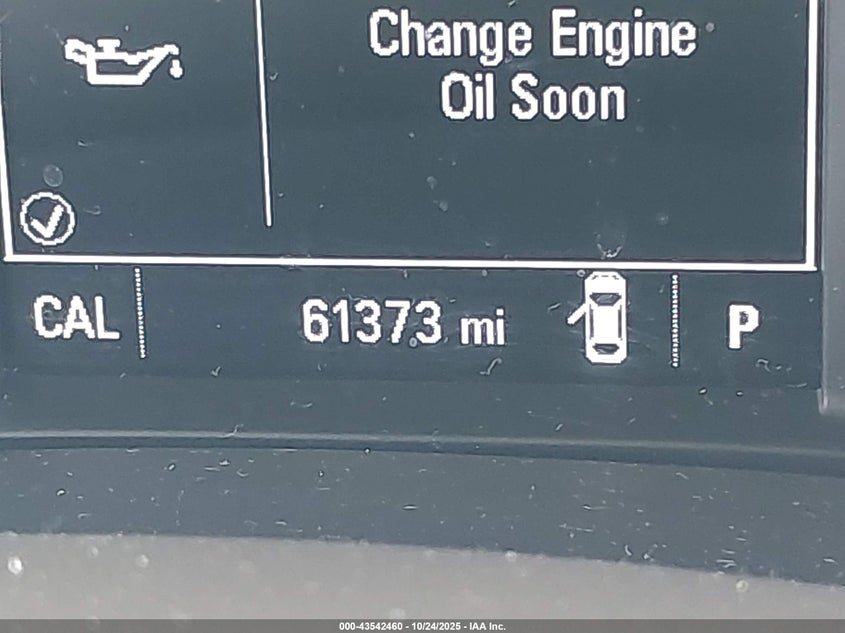 Change Engine
Oil Soon
CAL 61373 mi P
000-43542460 - 10/24/2025 - IAA Inc.